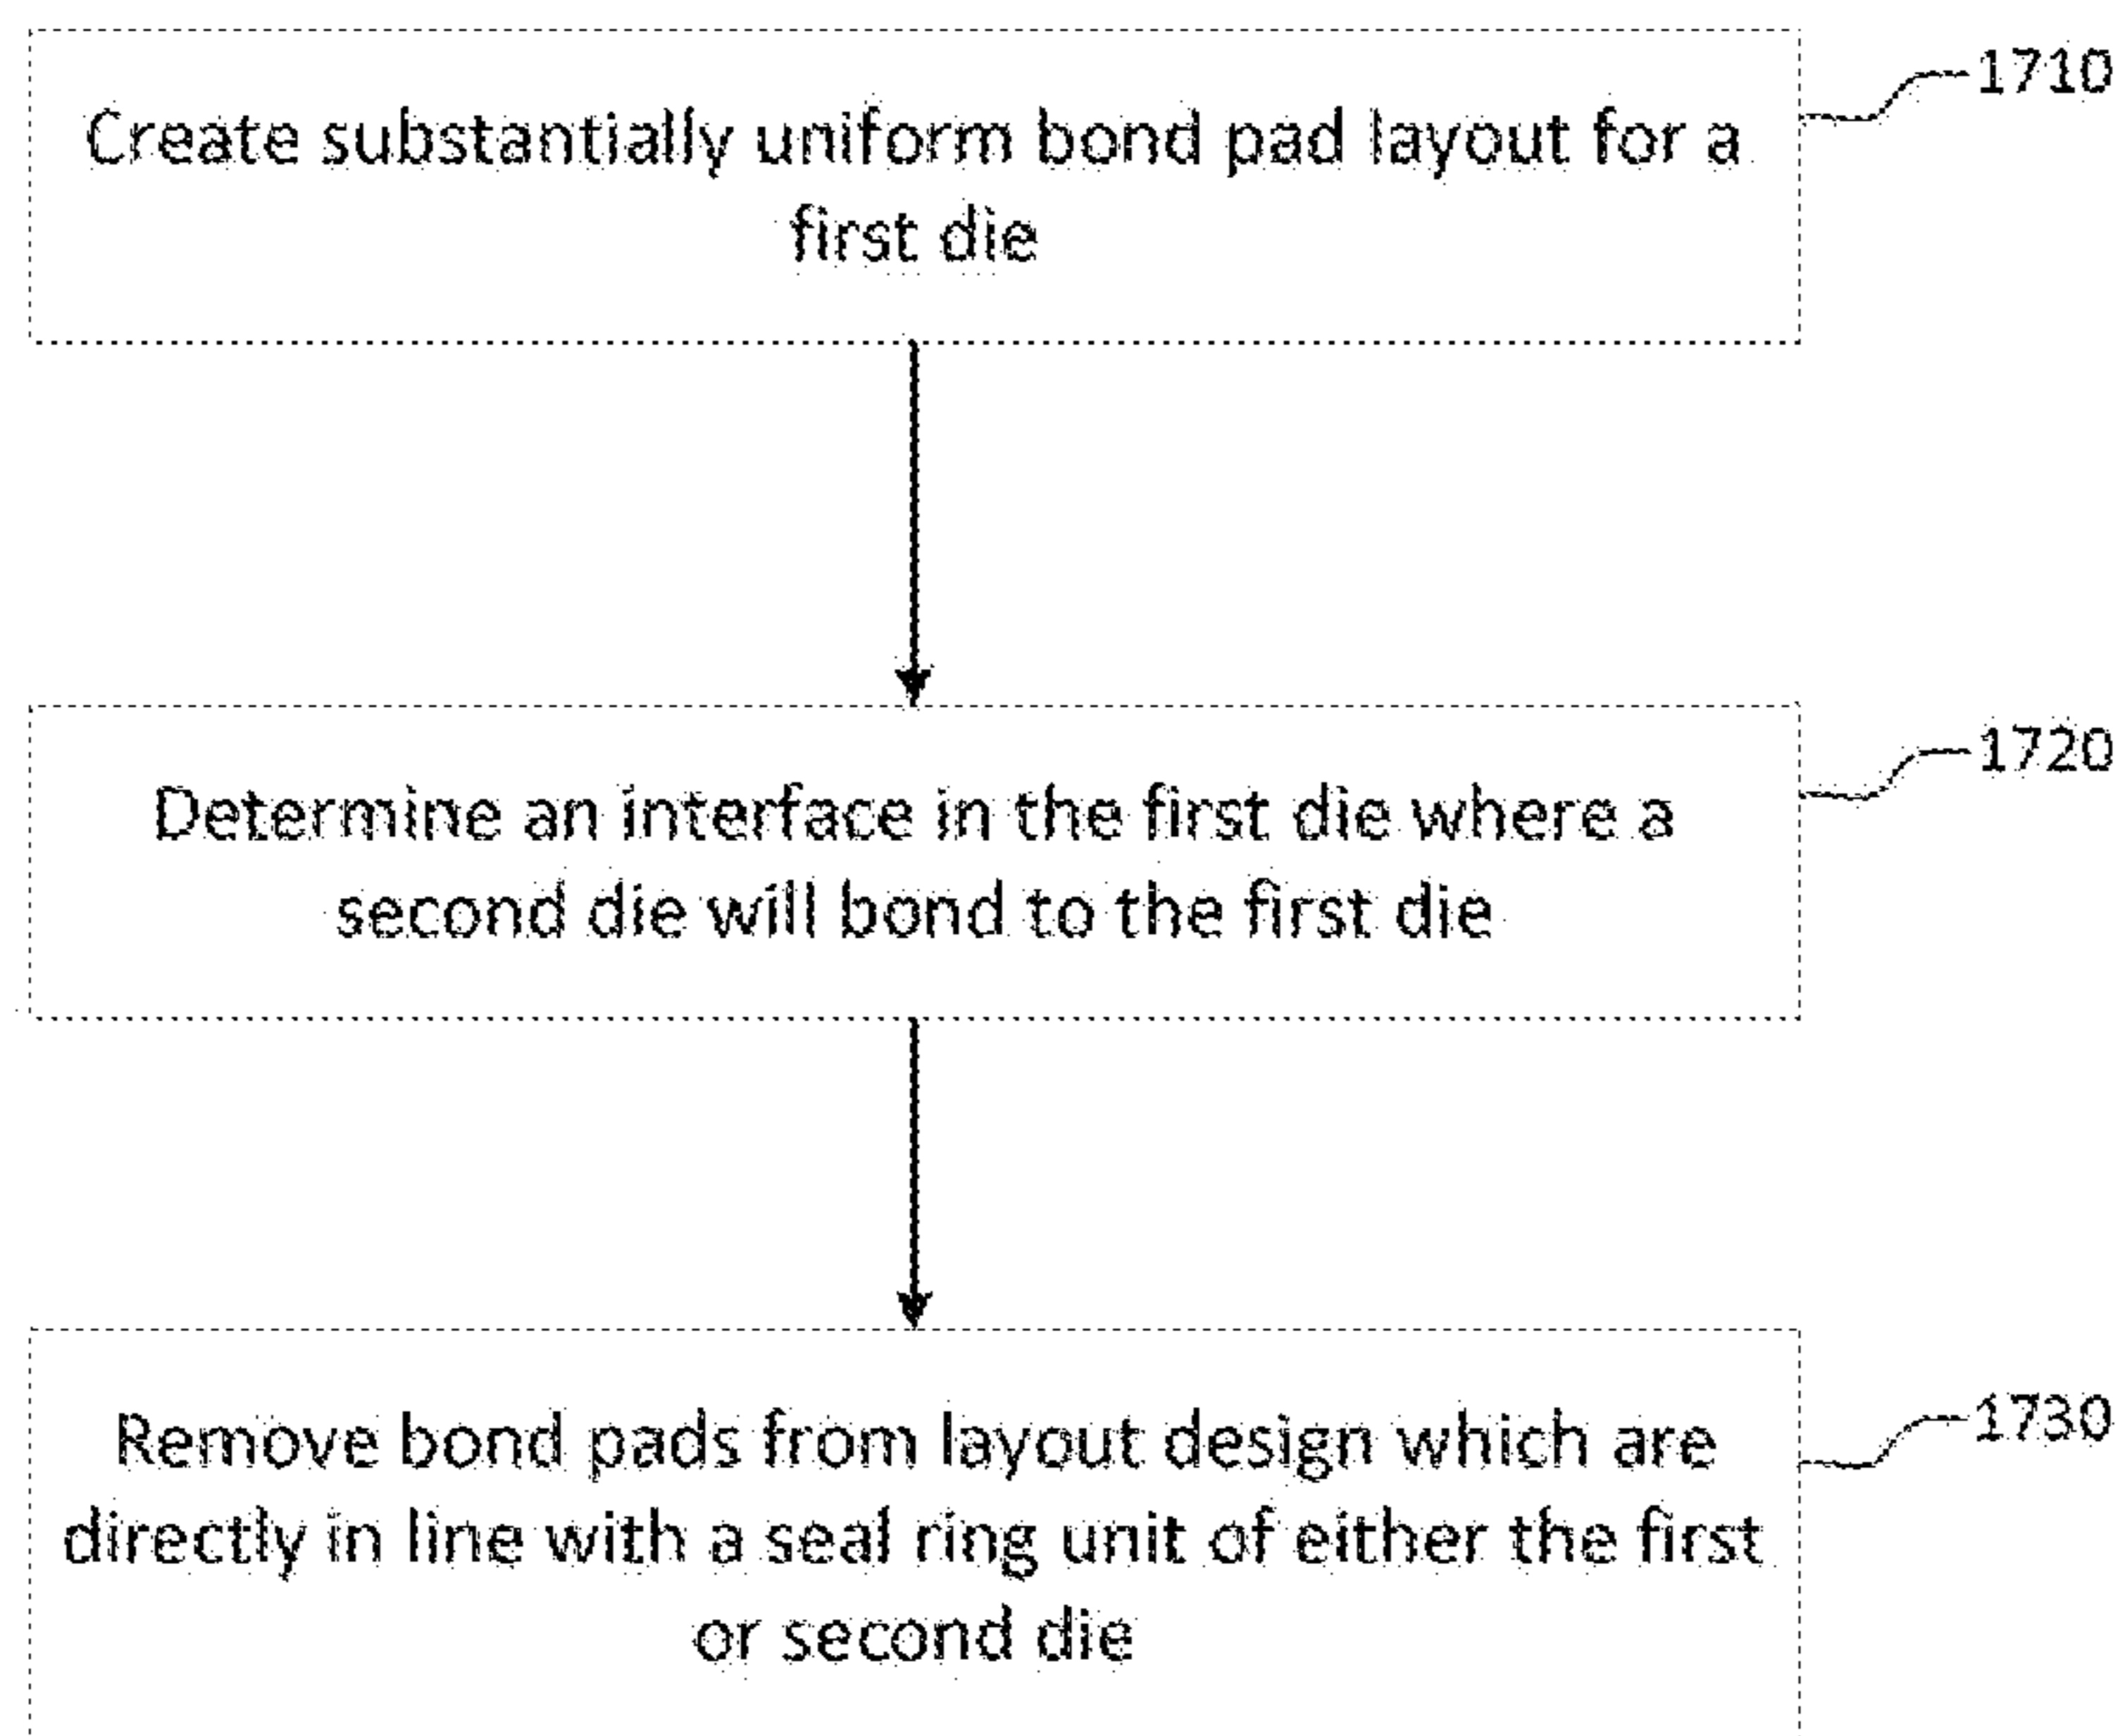 Create substantially uniform bond pad layout for a
first die
1710
Determine an interface in the first die where a
second die will bond to the first die
1720
Remove bond pads from layout design which are
directly in line with a seal ring unit of either the first
or second die
1730